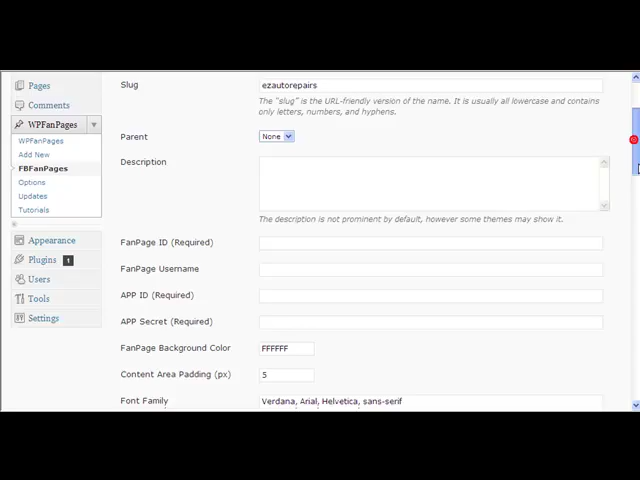 Pages
Comments
WPFanPages
WPFanPages
Add New
FBFanPages
Options
Updates
Tutorials
Appearance
Plugins 1
Users
Tools
Settings
Slug
ezautorepairs
The "slug" is the URL-friendly version of the name. It is usually all lowercase and contains
only letters, numbers, and hyphens.
Parent
None
Description
The description is not prominent by default, however some themes may show it.
FanPage ID (Required)
FanPage Username
APP ID (Required)
APP Secret (Required)
FanPage Background Color
FFFFFF
Content Area Padding (px)
5
Font Family
Verdana, Arial, Helvetica, sans-serif